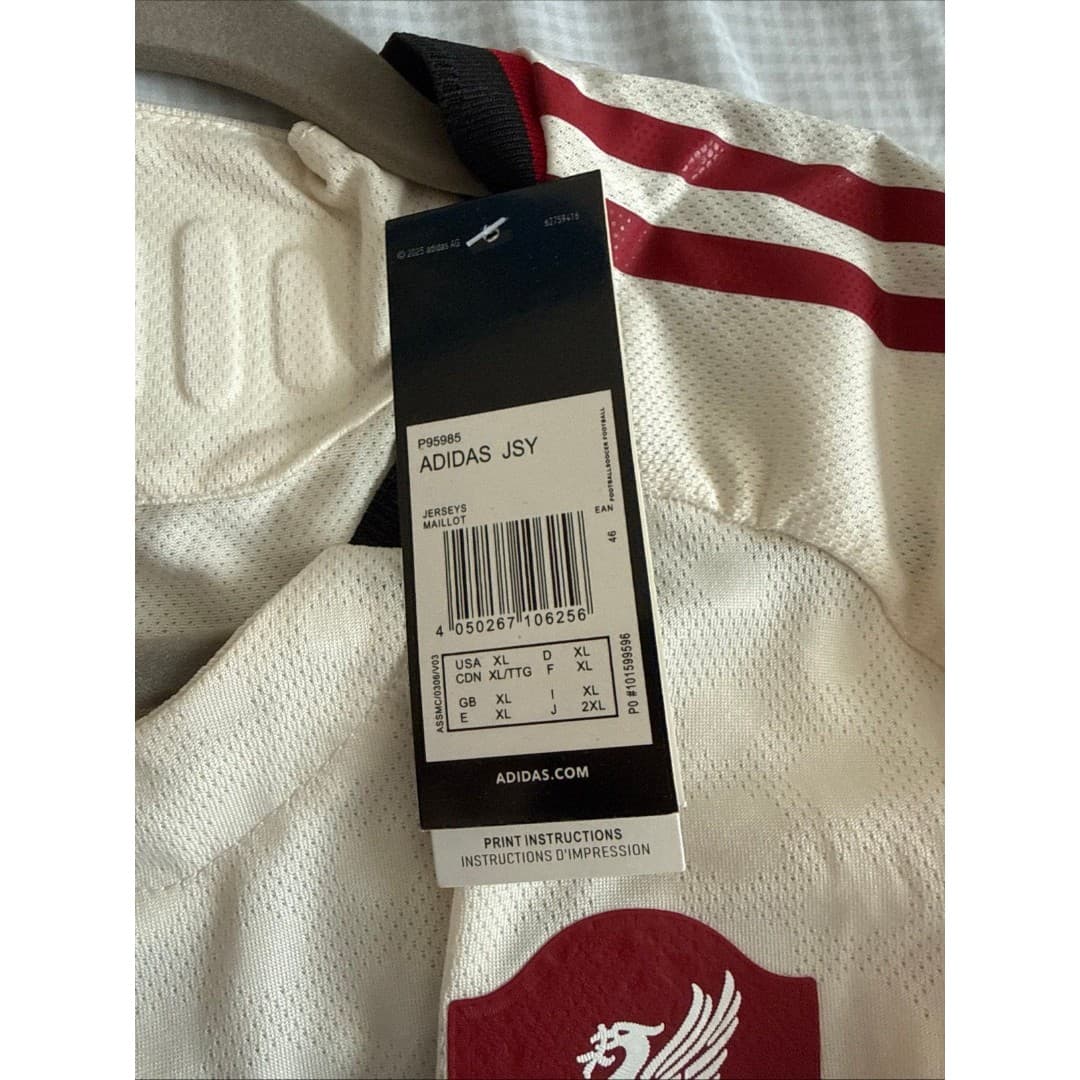 © 2025 adidas AG
62759416
P95985
ADIDAS JSY
FOOTBALL/SOCCER FOOTBALL
JERSEYS
MAILLOT
EAN
46
4 050267 106256
USA XL D XL
CDN XL/TTG F XL
GB XL I XL
E XL J 2XL
ASSMC/0306/V03
PO #101599596
ADIDAS.COM
PRINT INSTRUCTIONS
INSTRUCTIONS D'IMPRESSION